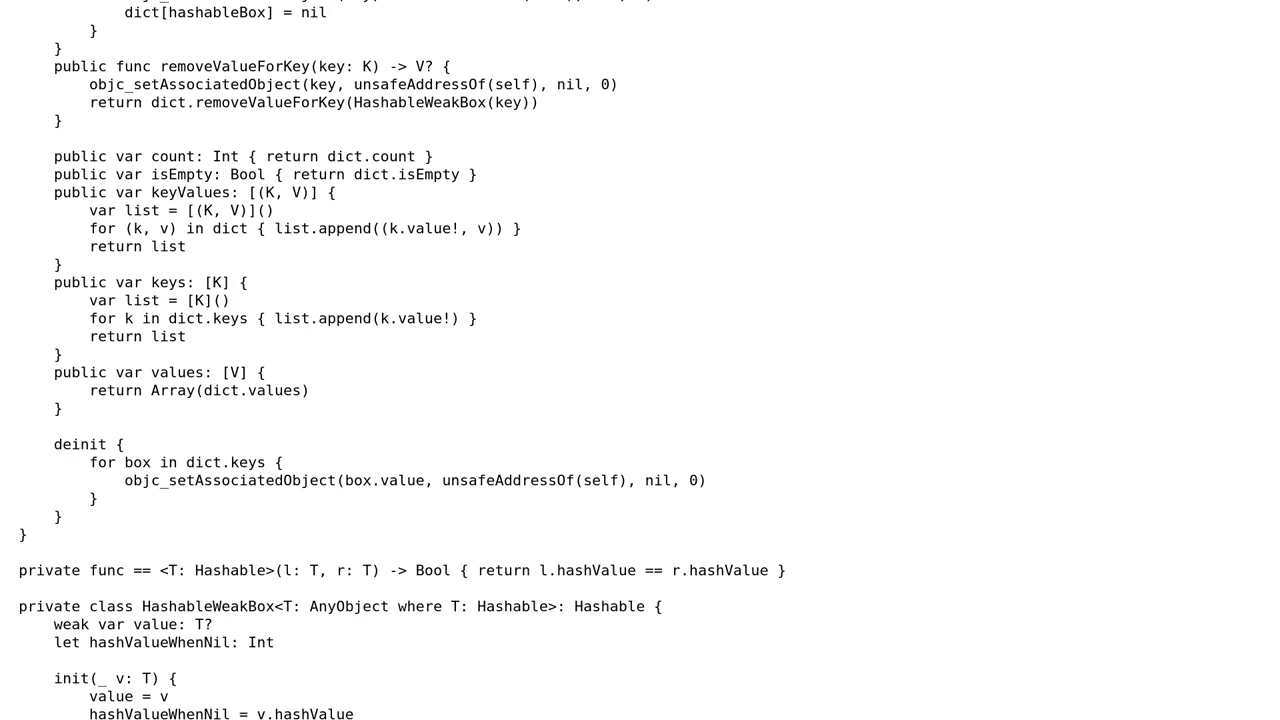 dict[hashableBox] = nil
}
}
public func removeValueForKey(key: K) -> V? {
objc_setAssociatedObject(key, unsafeAddressOf(self), nil, 0)
return dict.removeValueForKey(HashableWeakBox(key))
}
public var count: Int { return dict.count }
public var isEmpty: Bool { return dict.isEmpty }
public var keyValues: [(K, V)] {
var list = [(K, V)]()
for (k, v) in dict { list.append((k.value!, v)) }
return list
}
public var keys: [K] {
var list = [K]()
for k in dict.keys { list.append(k.value!) }
return list
}
public var values: [V] {
return Array(dict.values)
}
deinit {
for box in dict.keys {
objc_setAssociatedObject(box.value, unsafeAddressOf(self), nil, 0)
}
}
}
private func == <T: Hashable>(l: T, r: T) -> Bool { return l.hashValue == r.hashValue }
private class HashableWeakBox<T: AnyObject where T: Hashable>: Hashable {
weak var value: T?
let hashValueWhenNil: Int
init(_ v: T) {
value = v
hashValueWhenNil = v.hashValue